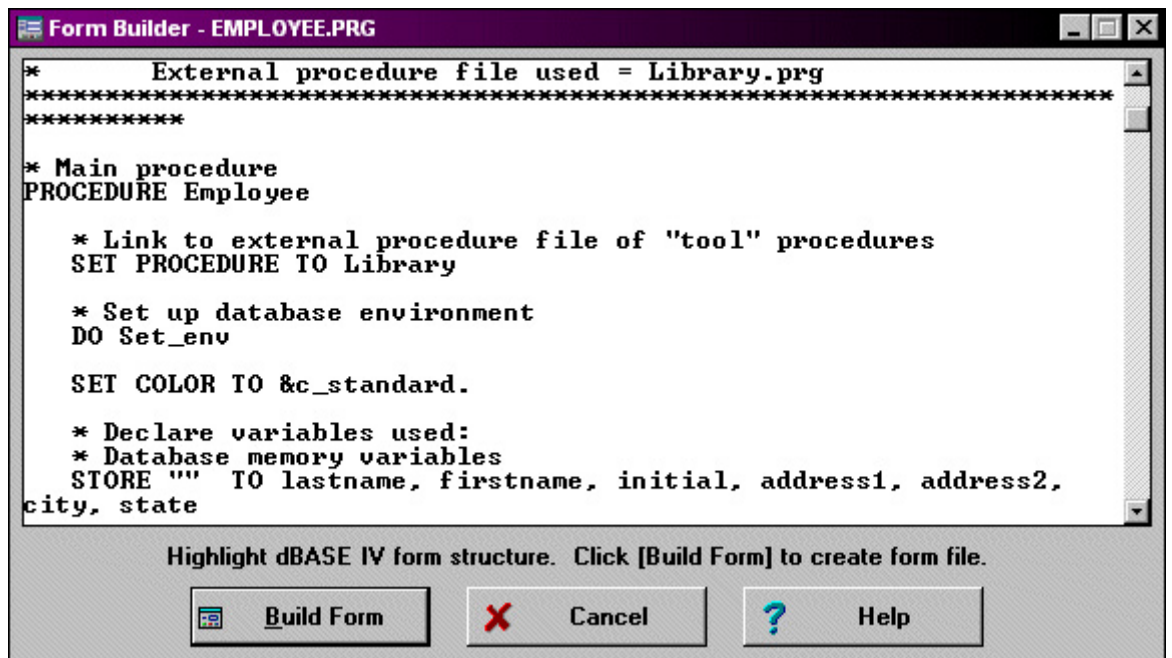 Form Builder - EMPLOYEE.PRG
*       External procedure file used = Library.prg
*********************************************************************
**********
* Main procedure
PROCEDURE Employee
* Link to external procedure file of "tool" procedures
SET PROCEDURE TO Library
* Set up database environment
DO Set_env
SET COLOR TO &c_standard.
* Declare variables used:
* Database memory variables
STORE ""  TO lastname, firstname, initial, address1, address2,
city, state
Highlight dBASE IV form structure.  Click [Build Form] to create form file.
Build Form
Cancel
Help